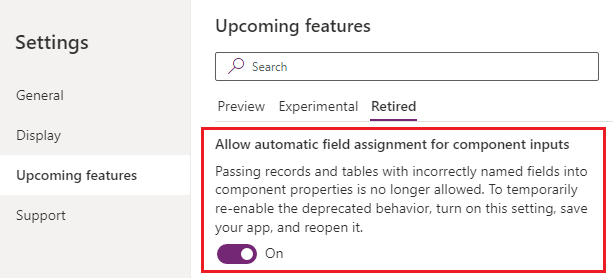 Settings
General
Display
Upcoming features
Support
Upcoming features
Search
Preview Experimental Retired
Allow automatic field assignment for component inputs
Passing records and tables with incorrectly named fields into
component properties is no longer allowed. To temporarily
re-enable the deprecated behavior, turn on this setting, save
your app, and reopen it.
On